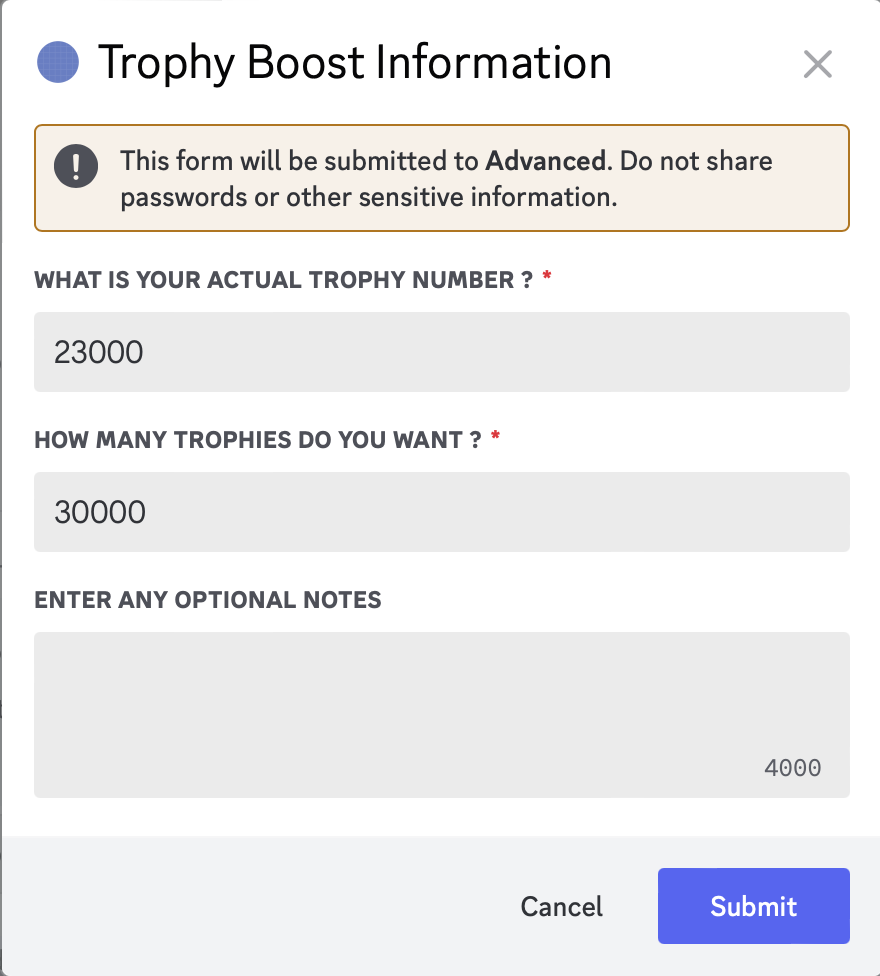 Trophy Boost Information
This form will be submitted to Advanced. Do not share
passwords or other sensitive information.
WHAT IS YOUR ACTUAL TROPHY NUMBER ? *
23000
HOW MANY TROPHIES DO YOU WANT ? *
30000
ENTER ANY OPTIONAL NOTES
4000
Cancel
Submit